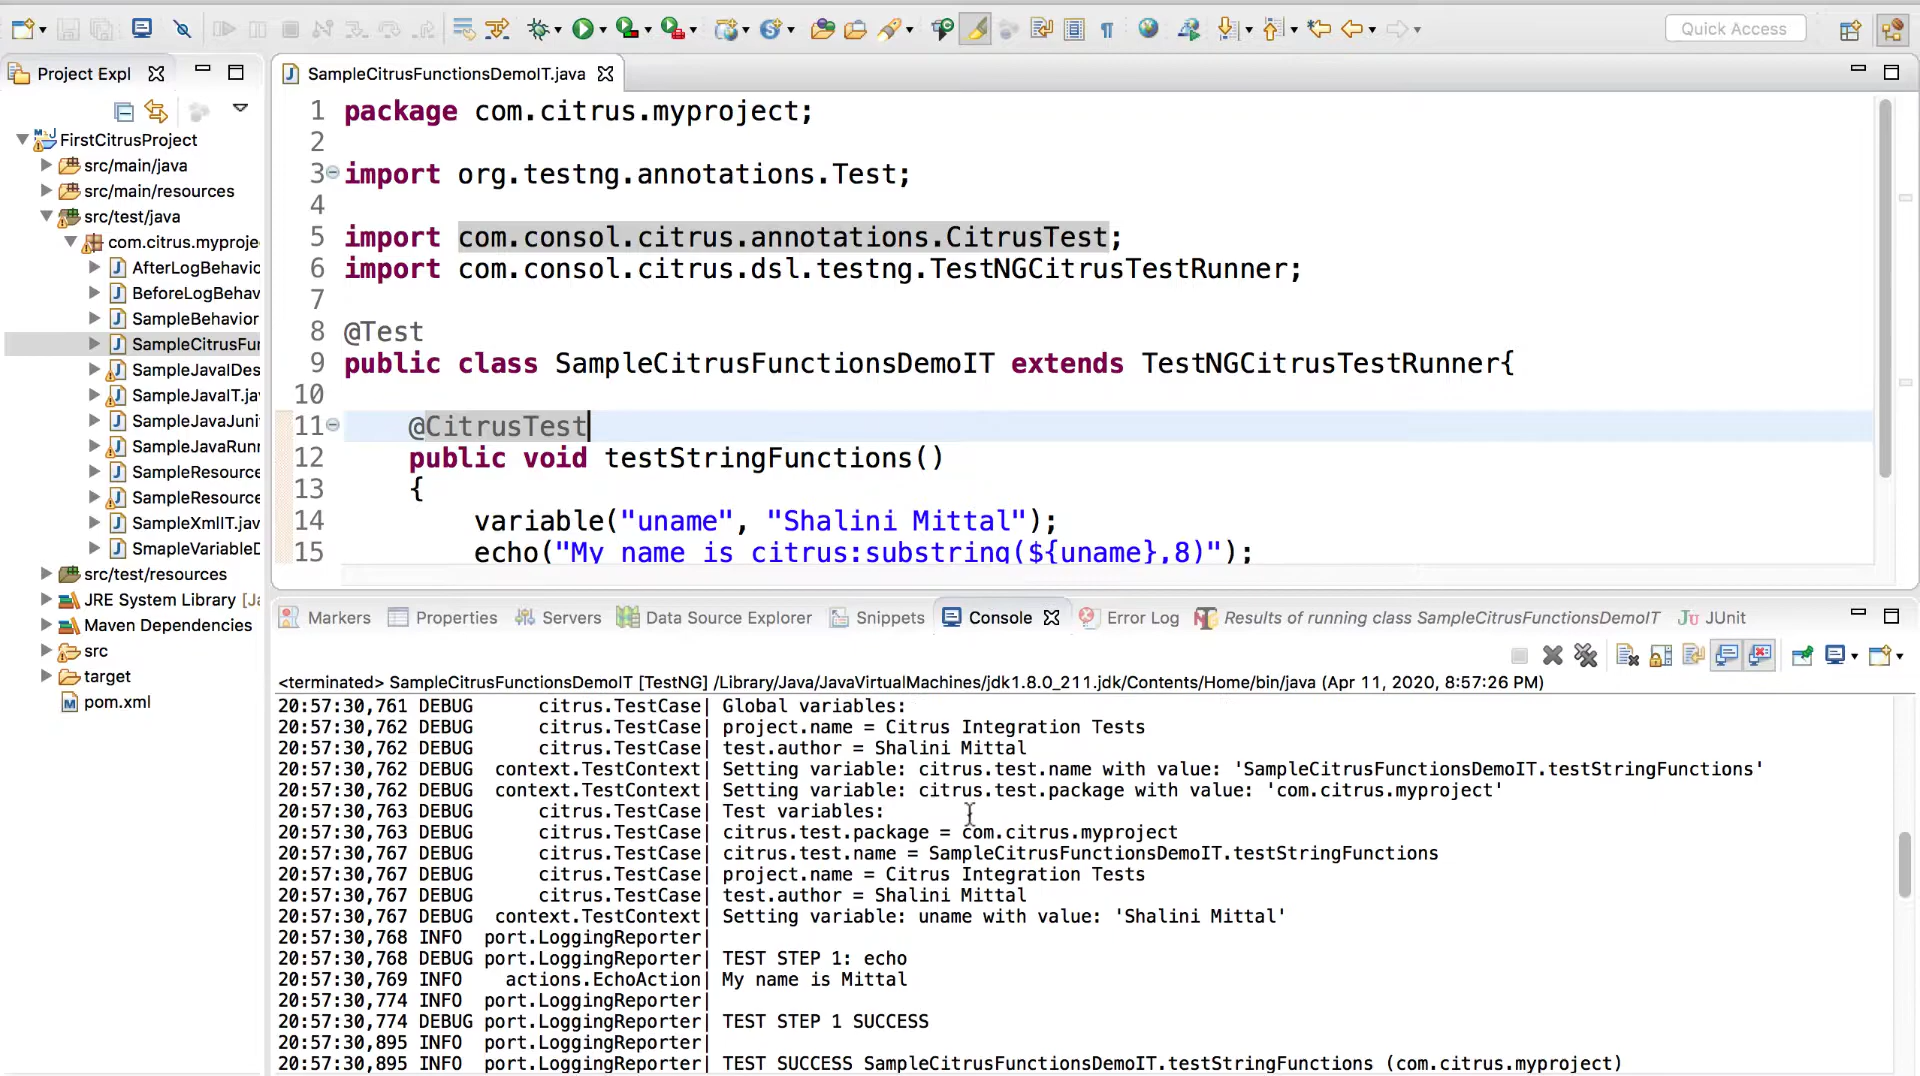 Quick Access
Project Expl
FirstCitrusProject
src/main/java
src/main/resources
src/test/java
com.citrus.myproje
AfterLogBehavio
BeforeLogBehav
SampleBehavior
SampleCitrusFur
SampleJavaIDes
SampleJavaIT.ja
SampleJavaJuni
SampleJavaRunn
SampleResource
SampleResource
SampleXmlIT.jav
SmapleVariableD
src/test/resources
JRE System Library [Ja
Maven Dependencies
src
target
pom.xml
SampleCitrusFunctionsDemoIT.java
1 package com.citrus.myproject;
2
3 import org.testng.annotations.Test;
4
5 import com.consol.citrus.annotations.CitrusTest;
6 import com.consol.citrus.dsl.testng.TestNGCitrusTestRunner;
7
8 @Test
9 public class SampleCitrusFunctionsDemoIT extends TestNGCitrusTestRunner{
10
11 @CitrusTest
12 public void testStringFunctions()
13 {
14 variable("uname", "Shalini Mittal");
15 echo("My name is citrus:substring(${uname},8)");
Markers Properties Servers Data Source Explorer Snippets Console Error Log Results of running class SampleCitrusFunctionsDemoIT JUnit
<terminated> SampleCitrusFunctionsDemoIT [TestNG] /Library/Java/JavaVirtualMachines/jdk1.8.0_211.jdk/Contents/Home/bin/java (Apr 11, 2020, 8:57:26 PM)
20:57:30,761 DEBUG citrus.TestCase| Global variables:
20:57:30,762 DEBUG citrus.TestCase| project.name = Citrus Integration Tests
20:57:30,762 DEBUG citrus.TestCase| test.author = Shalini Mittal
20:57:30,762 DEBUG context.TestContext| Setting variable: citrus.test.name with value: 'SampleCitrusFunctionsDemoIT.testStringFunctions'
20:57:30,762 DEBUG context.TestContext| Setting variable: citrus.test.package with value: 'com.citrus.myproject'
20:57:30,763 DEBUG citrus.TestCase| Test variables:
20:57:30,763 DEBUG citrus.TestCase| citrus.test.package = com.citrus.myproject
20:57:30,767 DEBUG citrus.TestCase| citrus.test.name = SampleCitrusFunctionsDemoIT.testStringFunctions
20:57:30,767 DEBUG citrus.TestCase| project.name = Citrus Integration Tests
20:57:30,767 DEBUG citrus.TestCase| test.author = Shalini Mittal
20:57:30,767 DEBUG context.TestContext| Setting variable: uname with value: 'Shalini Mittal'
20:57:30,768 INFO port.LoggingReporter|
20:57:30,768 DEBUG port.LoggingReporter| TEST STEP 1: echo
20:57:30,769 INFO actions.EchoAction| My name is Mittal
20:57:30,774 INFO port.LoggingReporter|
20:57:30,774 DEBUG port.LoggingReporter| TEST STEP 1 SUCCESS
20:57:30,895 INFO port.LoggingReporter|
20:57:30,895 INFO port.LoggingReporter| TEST SUCCESS SampleCitrusFunctionsDemoIT.testStringFunctions (com.citrus.myproject)